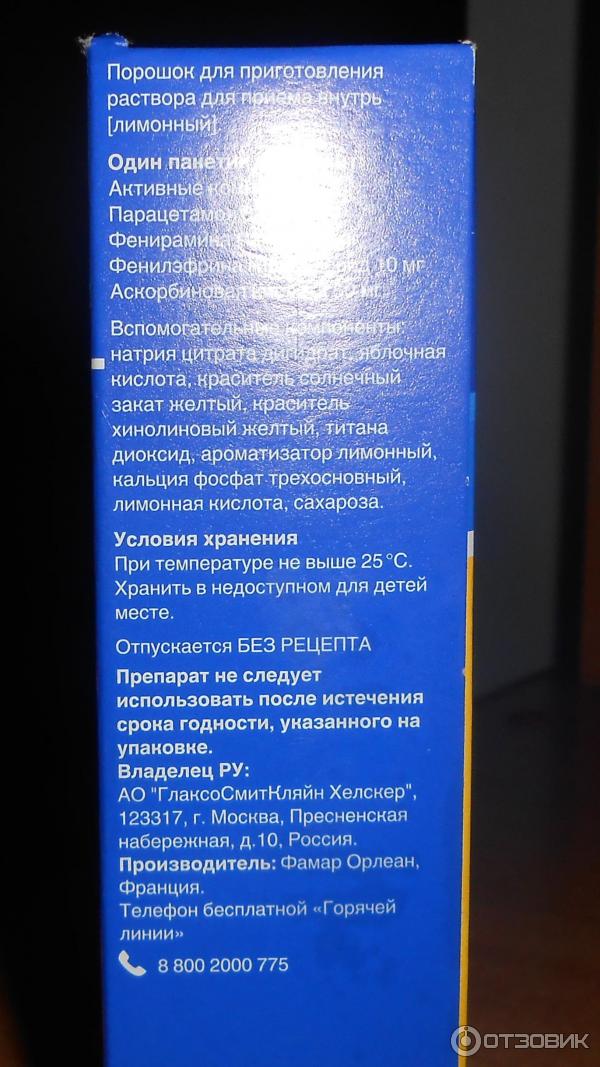 Порошок для приготовления
раствора для приема внутрь
[лимонный]
Один пакетик
Активные
Парацетамол
Фенирамина
Фенилэфрина 10 мг
Аскорбиновая мг
Вспомогательные компоненты:
натрия цитрата дигидрат, яблочная
кислота, краситель солнечный
закат желтый, краситель
хинолиновый желтый, титана
диоксид, ароматизатор лимонный,
кальция фосфат трехосновный,
лимонная кислота, сахароза.
Условия хранения
При температуре не выше 25 °C.
Хранить в недоступном для детей
месте.
Отпускается БЕЗ РЕЦЕПТА
Препарат не следует
использовать после истечения
срока годности, указанного на
упаковке.
Владелец РУ:
АО "ГлаксоСмитКляйн Хелскер",
123317, г. Москва, Пресненская
набережная, д.10, Россия.
Производитель: Фамар Орлеан,
Франция.
Телефон бесплатной «Горячей
линии»
8 800 2000 775
ОТЗОВИК